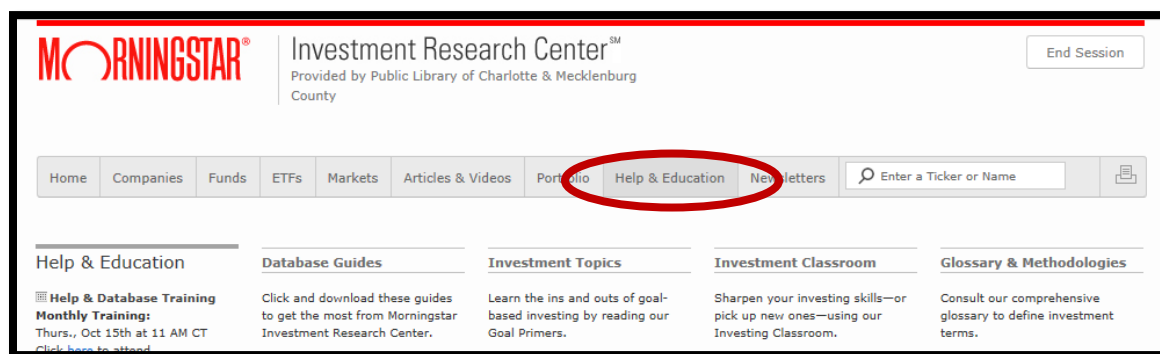 MORNINGSTAR®
Investment Research Center℠
Provided by Public Library of Charlotte & Mecklenburg
County
End Session
Home Companies Funds ETFs Markets Articles & Videos Portfolio Help & Education Newsletters Enter a Ticker or Name
Help & Education
Help & Database Training
Monthly Training:
Thurs., Oct 15th at 11 AM CT
Click here to attend
Database Guides
Click and download these guides
to get the most from Morningstar
Investment Research Center.
Investment Topics
Learn the ins and outs of goal-
based investing by reading our
Goal Primers.
Investment Classroom
Sharpen your investing skills—or
pick up new ones—using our
Investing Classroom.
Glossary & Methodologies
Consult our comprehensive
glossary to define investment
terms.